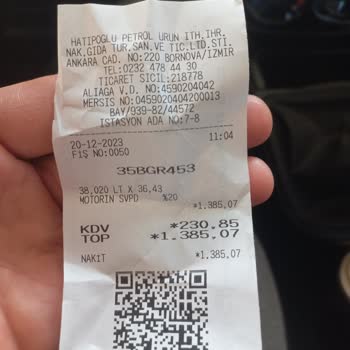 HATIPOGLU PETROL URUN ITH.IHR.
NAK.GIDA TUR.SAN.VE TIC.LTD.STI.
ANKARA CAD. NO:220 BORNOVA/IZMIR
TEL:0232 478 44 30
TICARET SICIL:218778
ALIAGA V.D. NO:4590204042
MERSIS NO:0459020404200013
BAY/939-82/44572
ISTASYON ADA NO:7-8
20-12-2023 11:04
FIŞ NO:0050
35BGR453
38,020 LT X 36,43
MOTORIN SVPD %20 *1.385,07
KDV *230,85
TOP *1.385,07
NAKIT *1.385,07